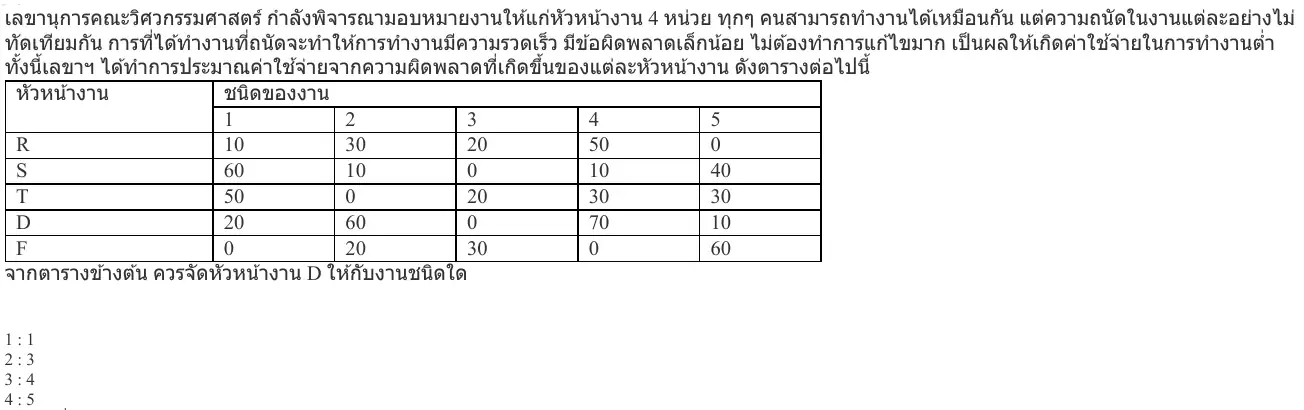 เลขานุการคณะวิศวกรรมศาสตร์ กำลังพิจารณามอบหมายงานให้แก่หัวหน้างาน 4 หน่วย ทุกๆ คนสามารถทำงานได้เหมือนกัน แต่ความถนัดในงานแต่ละอย่างไม่
ทัดเทียมกัน การที่ได้ทำงานที่ถนัดจะทำให้การทำงานมีความรวดเร็ว มีข้อผิดพลาดเล็กน้อย ไม่ต้องทำการแก้ไขมาก เป็นผลให้เกิดค่าใช้จ่ายในการทำงานต่ำ
ทั้งนี้เลขาฯ ได้ทำการประมาณค่าใช้จ่ายจากความผิดพลาดที่เกิดขึ้นของแต่ละหัวหน้างาน ดังตารางต่อไปนี้
หัวหน้างาน ชนิดของงาน
1 2 3 4 5
R 10 30 20 50 0
S 60 10 0 10 40
T 50 0 20 30 30
D 20 60 0 70 10
F 0 20 30 0 60
จากตารางข้างต้น ควรจัดหัวหน้างาน D ให้กับงานชนิดใด
1 : 1
2 : 3
3 : 4
4 : 5